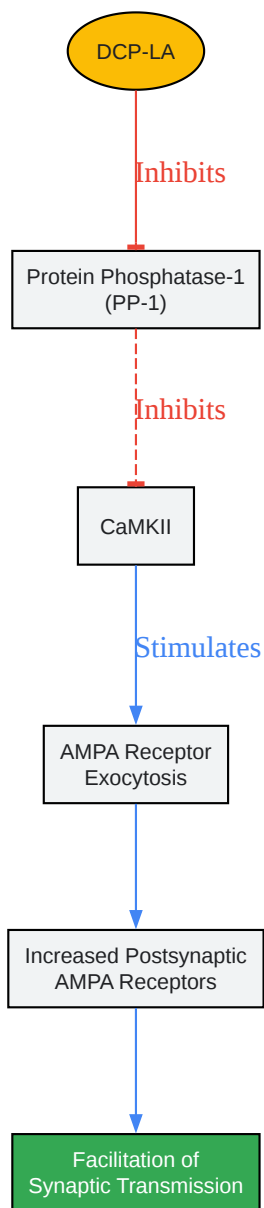 DCP-LA
Inhibits
Protein Phosphatase-1
(PP-1)
Inhibits
CaMKII
Stimulates
AMPA Receptor
Exocytosis
Increased Postsynaptic
AMPA Receptors
Facilitation of
Synaptic Transmission